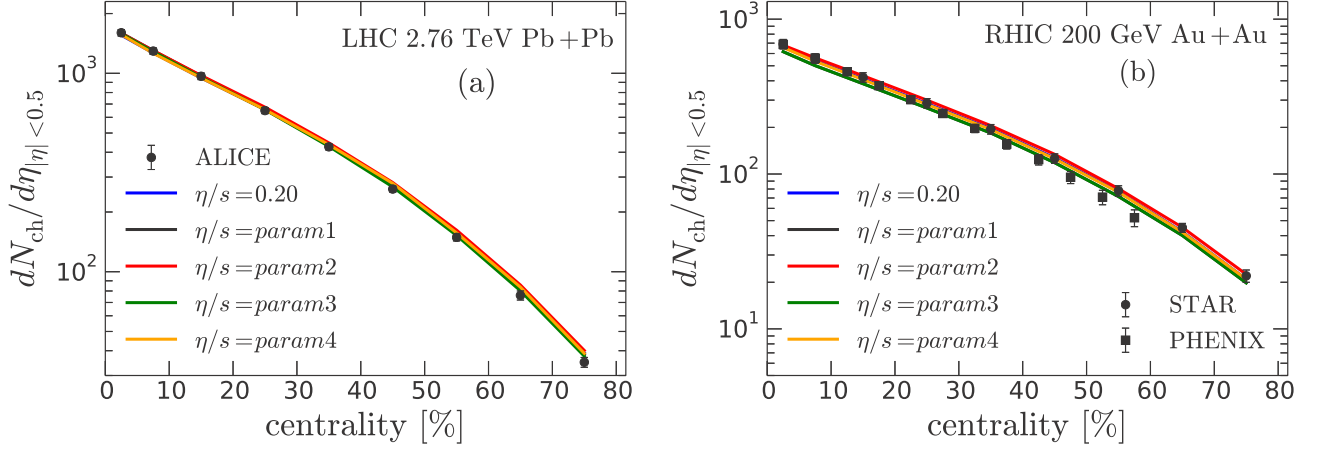 LHC 2.76 TeV Pb+Pb
(a)
10³
10²
dN_ch/dη_|η|<0.5
ALICE
η/s=0.20
η/s=param1
η/s=param2
η/s=param3
η/s=param4
0 10 20 30 40 50 60 70 80
centrality [%]
RHIC 200 GeV Au+Au
(b)
10³
10²
10¹
dN_ch/dη_|η|<0.5
η/s=0.20
η/s=param1
η/s=param2
η/s=param3
η/s=param4
STAR
PHENIX
0 10 20 30 40 50 60 70 80
centrality [%]